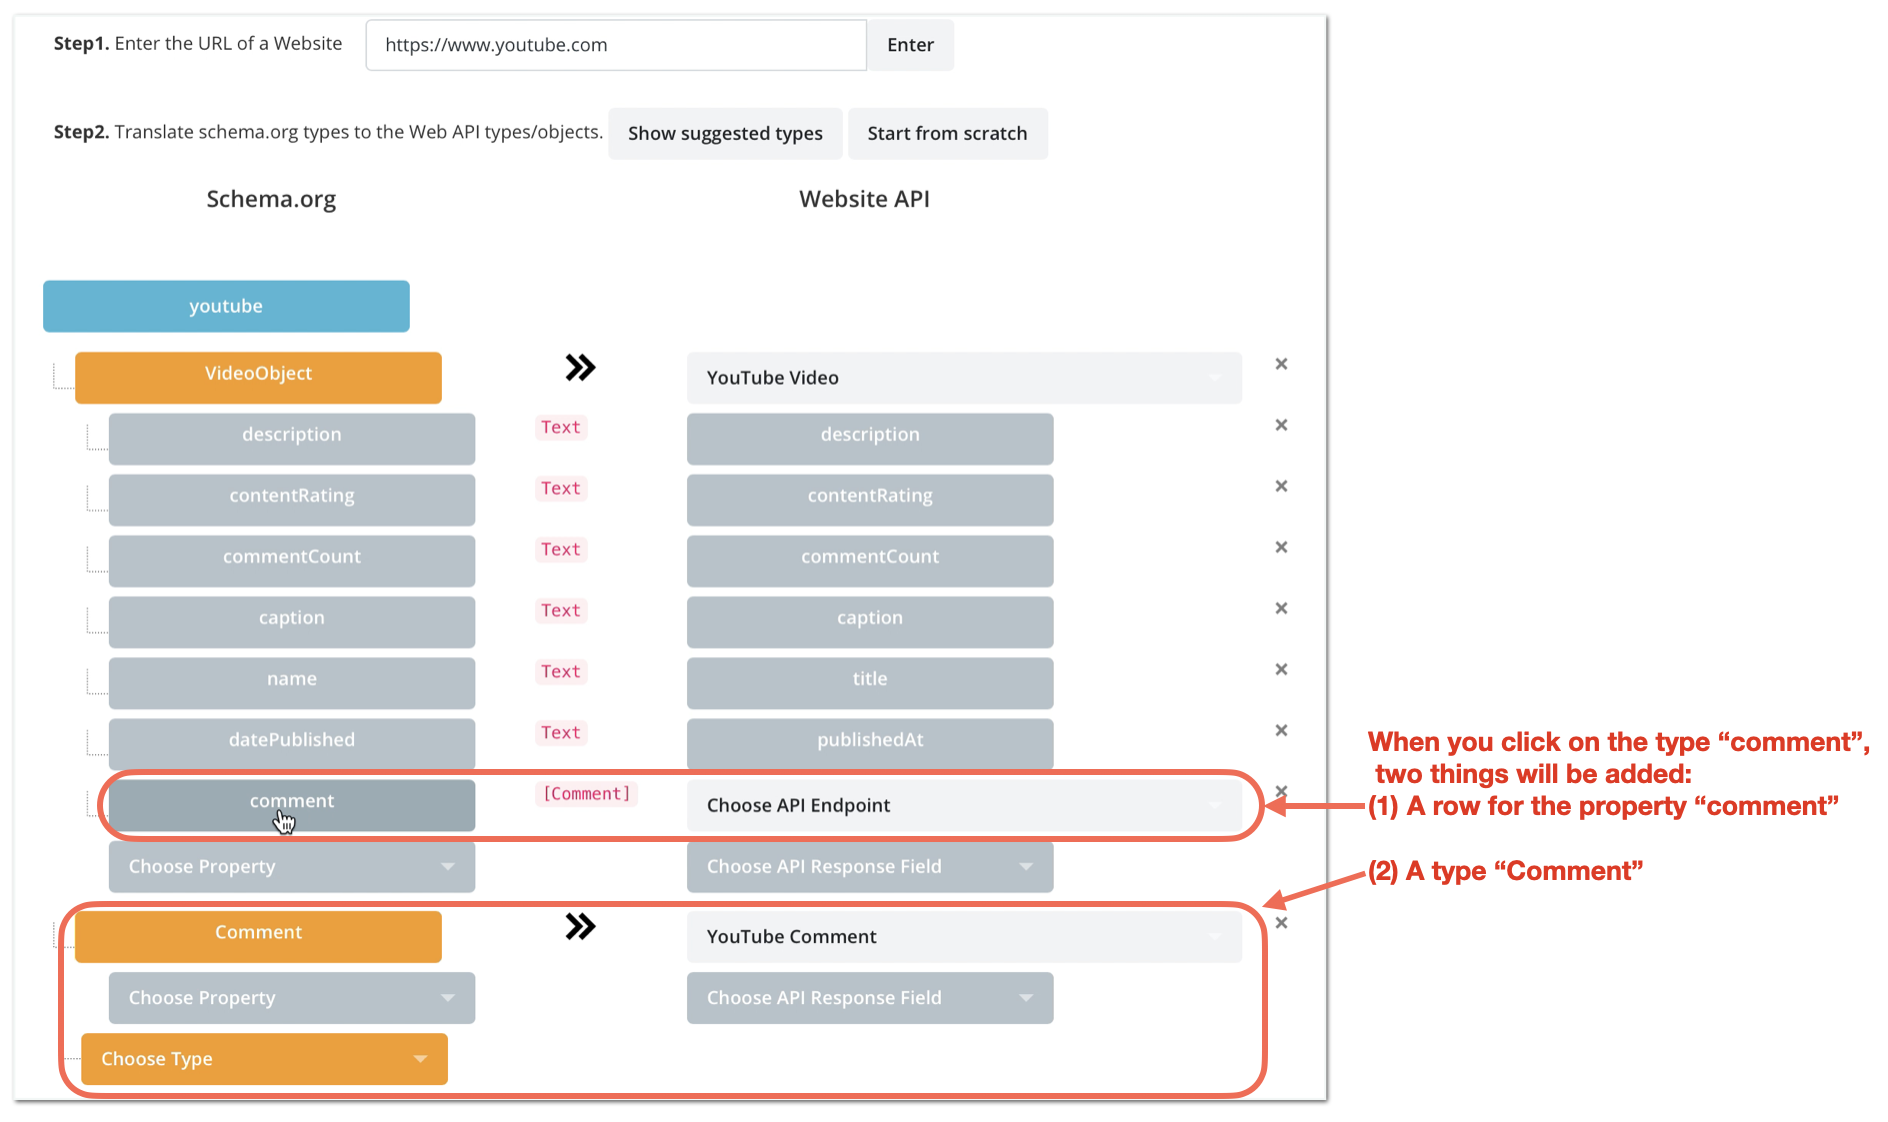 Step1. Enter the URL of a Website https://www.youtube.com Enter
Step2. Translate schema.org types to the Web API types/objects. Show suggested types Start from scratch
Schema.org Website API
youtube
VideoObject YouTube Video ×
description Text description ×
contentRating Text contentRating ×
commentCount Text commentCount ×
caption Text caption ×
name Text title ×
datePublished Text publishedAt ×
comment [Comment] Choose API Endpoint ×
Choose Property Choose API Response Field
Comment YouTube Comment ×
Choose Property Choose API Response Field
Choose Type
When you click on the type “comment”,
two things will be added:
(1) A row for the property “comment”
(2) A type “Comment”